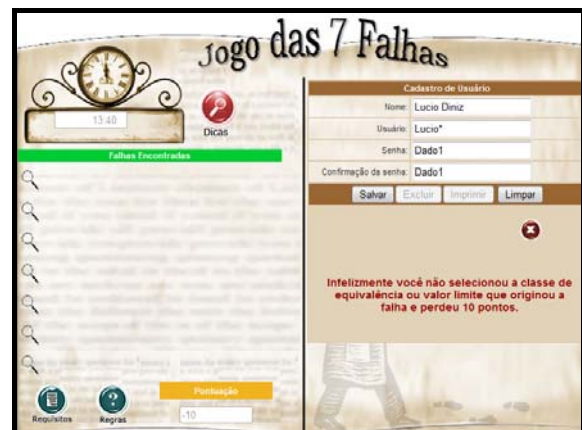 Jogo das 7 Falhas
13:40
Dicas
Falhas Encontradas
Requisitos
Regras
Pontuação
-10
Cadastro de Usuário
Nome: Lucio Diniz
Usuário: Lucio*
Senha: Dado1
Confirmação da senha: Dado1
Salvar Excluir Imprimir Limpar
Infelizmente você não selecionou a classe de
equivalência ou valor limite que originou a
falha e perdeu 10 pontos.